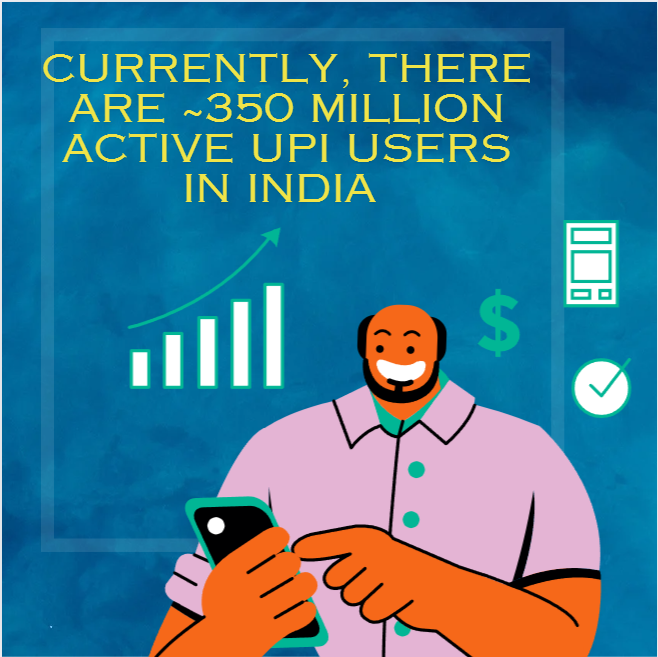 CURRENTLY, THERE
ARE ~350 MILLION
ACTIVE UPI USERS
IN INDIA
$